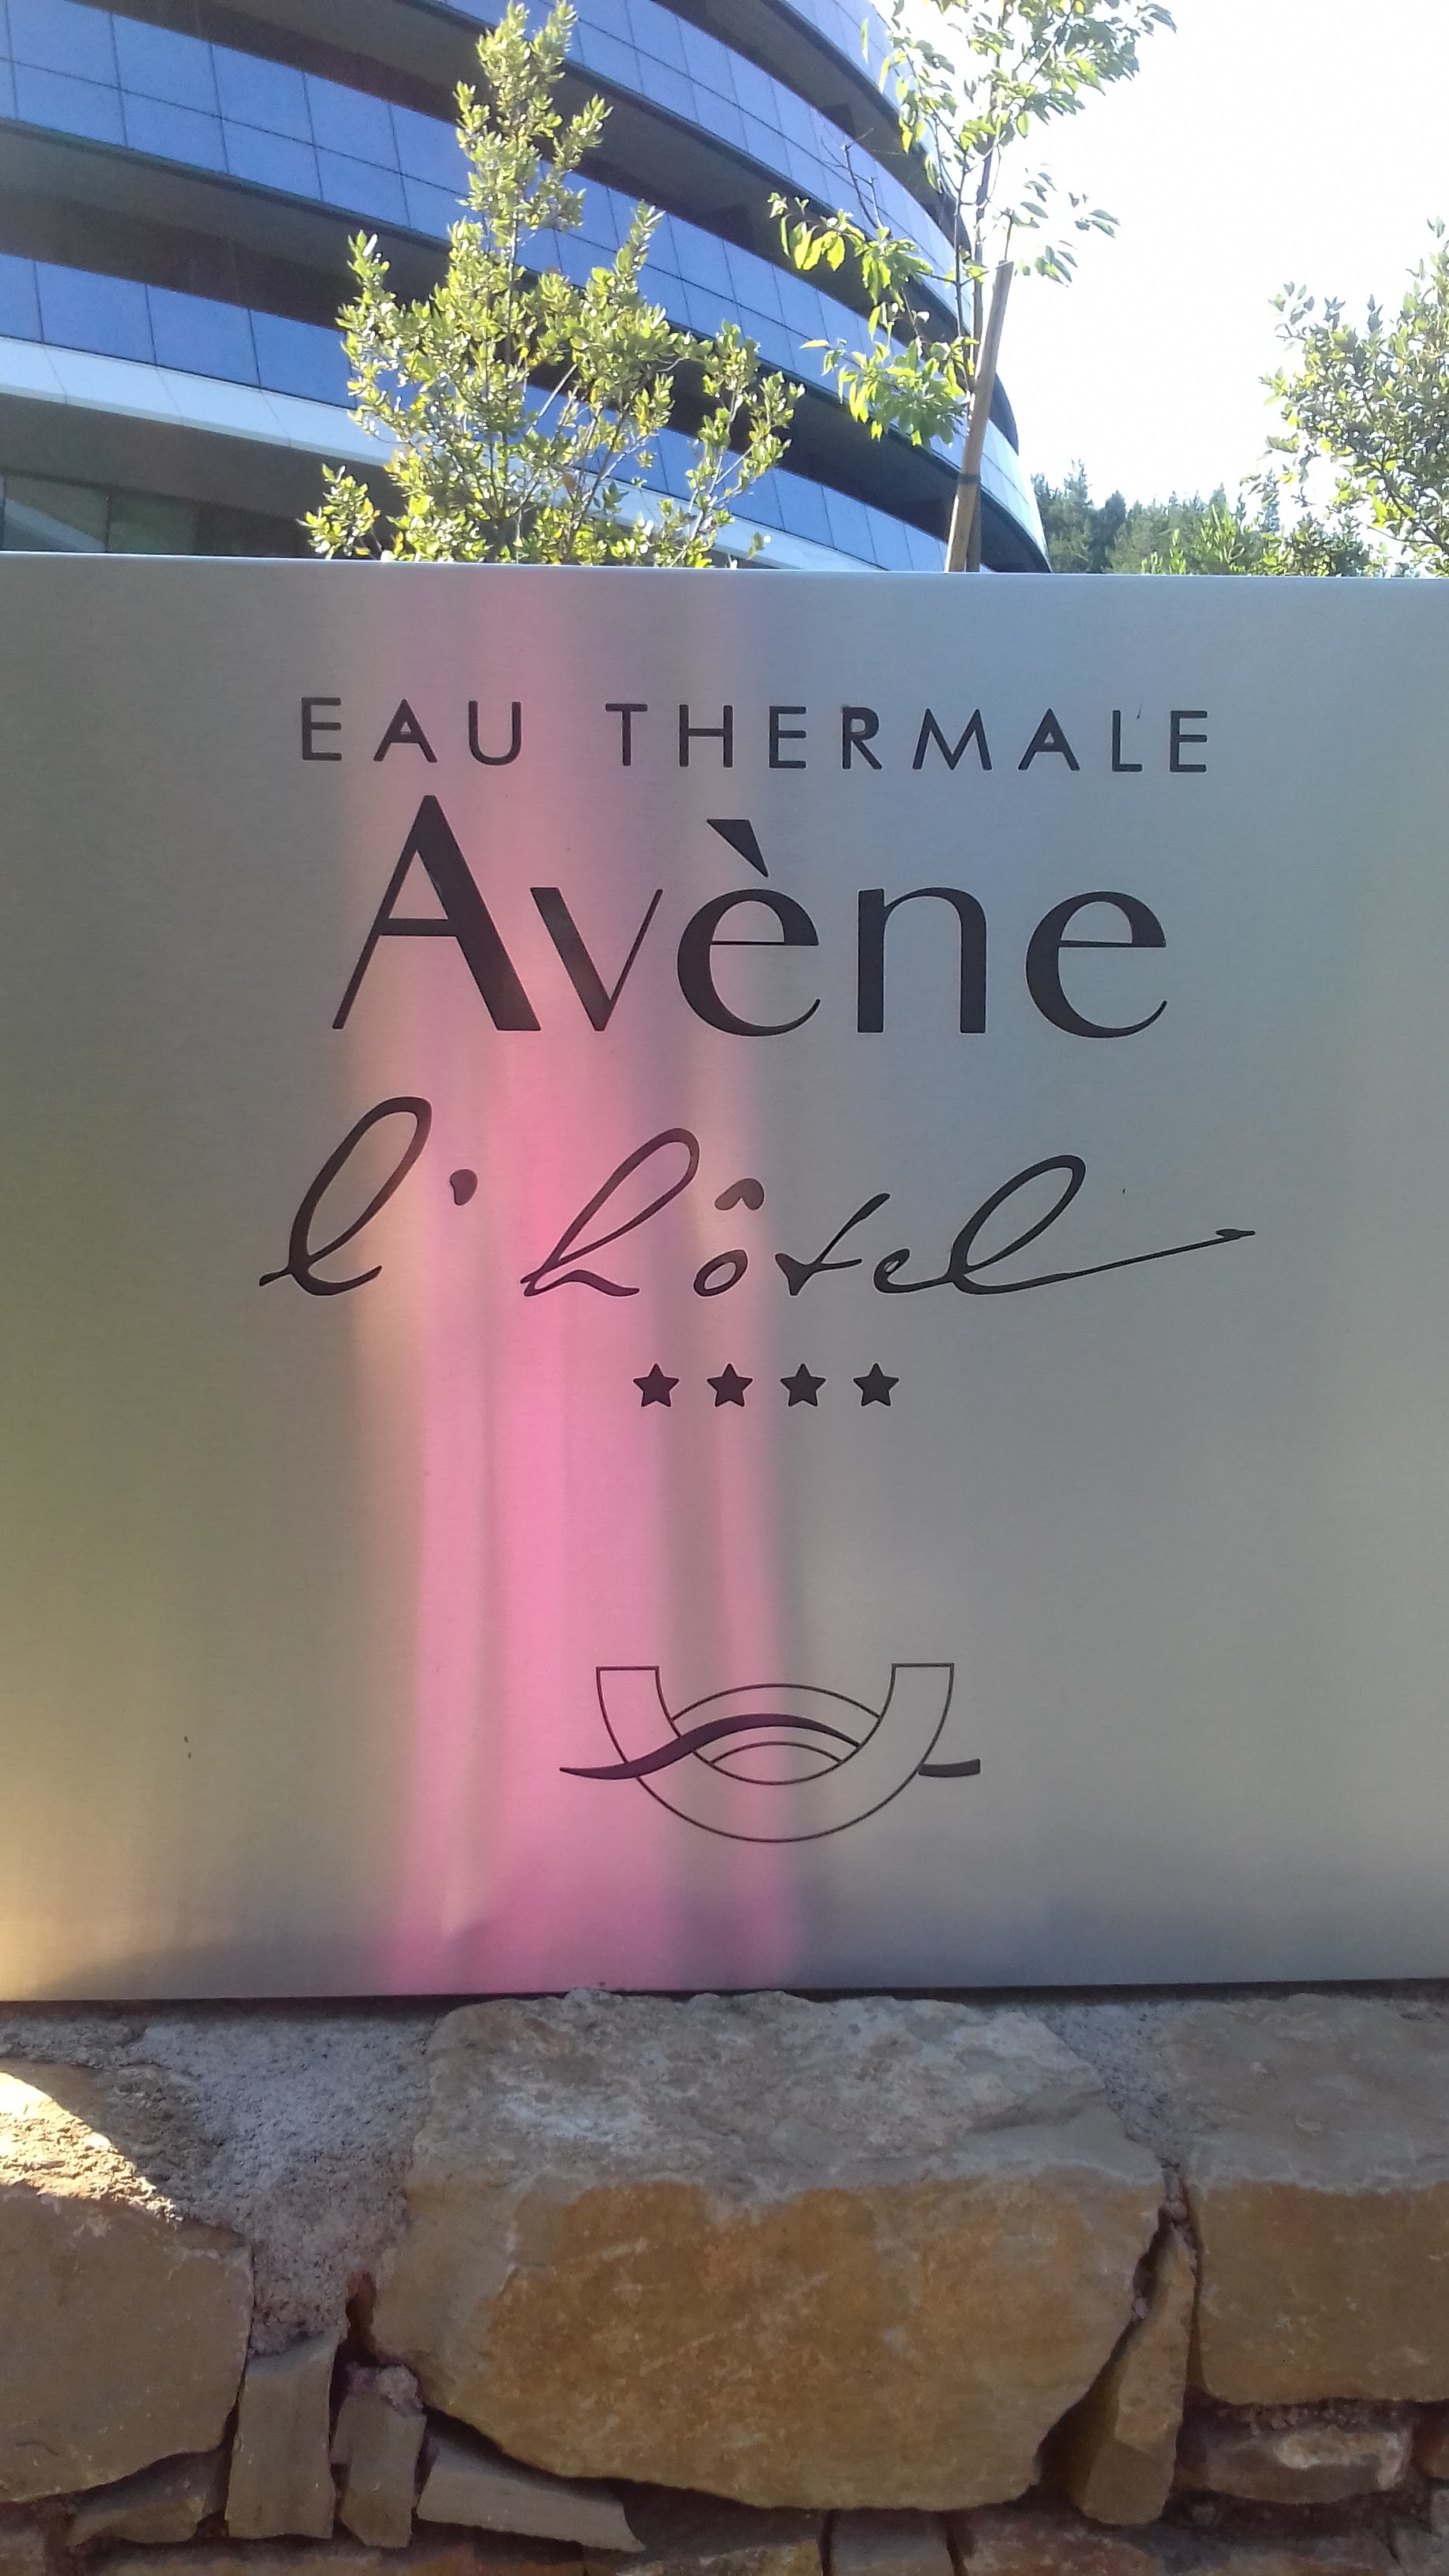 EAU THERMALE
Avène
l'hôtel
★★★★